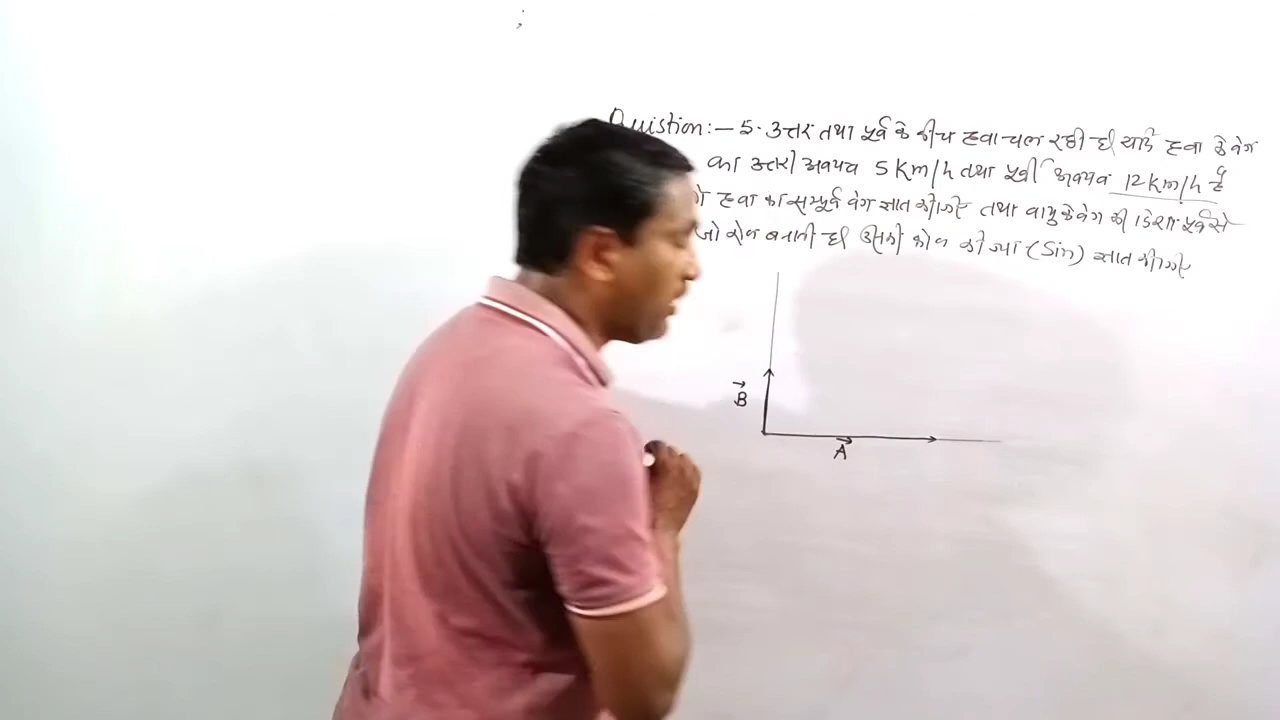 Quistion:- 5. उत्तर तथा पूर्व के बीच हवा चल रही है यदि हवा के वेग
का उत्तरी अवयव 5 Km/h तथा पूर्वी अवयव 12 Km/h है
हवा का सम्पूर्ण वेग ज्ञात कीजिए तथा वायु के वेग की दिशा पूर्व से
जो कोण बनाती है उसकी कोण की ज्या (Sin) ज्ञात कीजिए
B
A